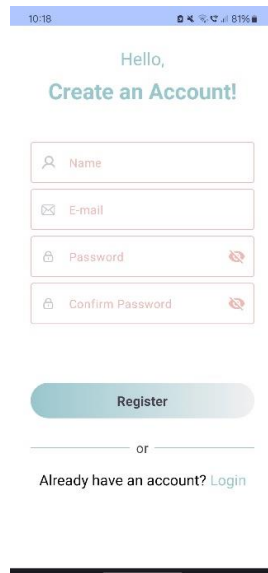 10:18 81%
Hello,
Create an Account!
Name
E-mail
Password
Confirm Password
Register
or
Already have an account? Login